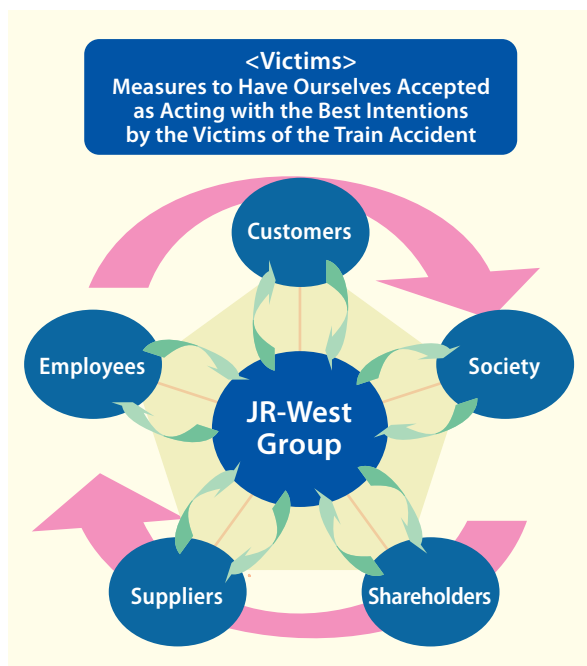 <Victims>
Measures to Have Ourselves Accepted
as Acting with the Best Intentions
by the Victims of the Train Accident
Customers
Employees
Society
JR-West
Group
Suppliers
Shareholders